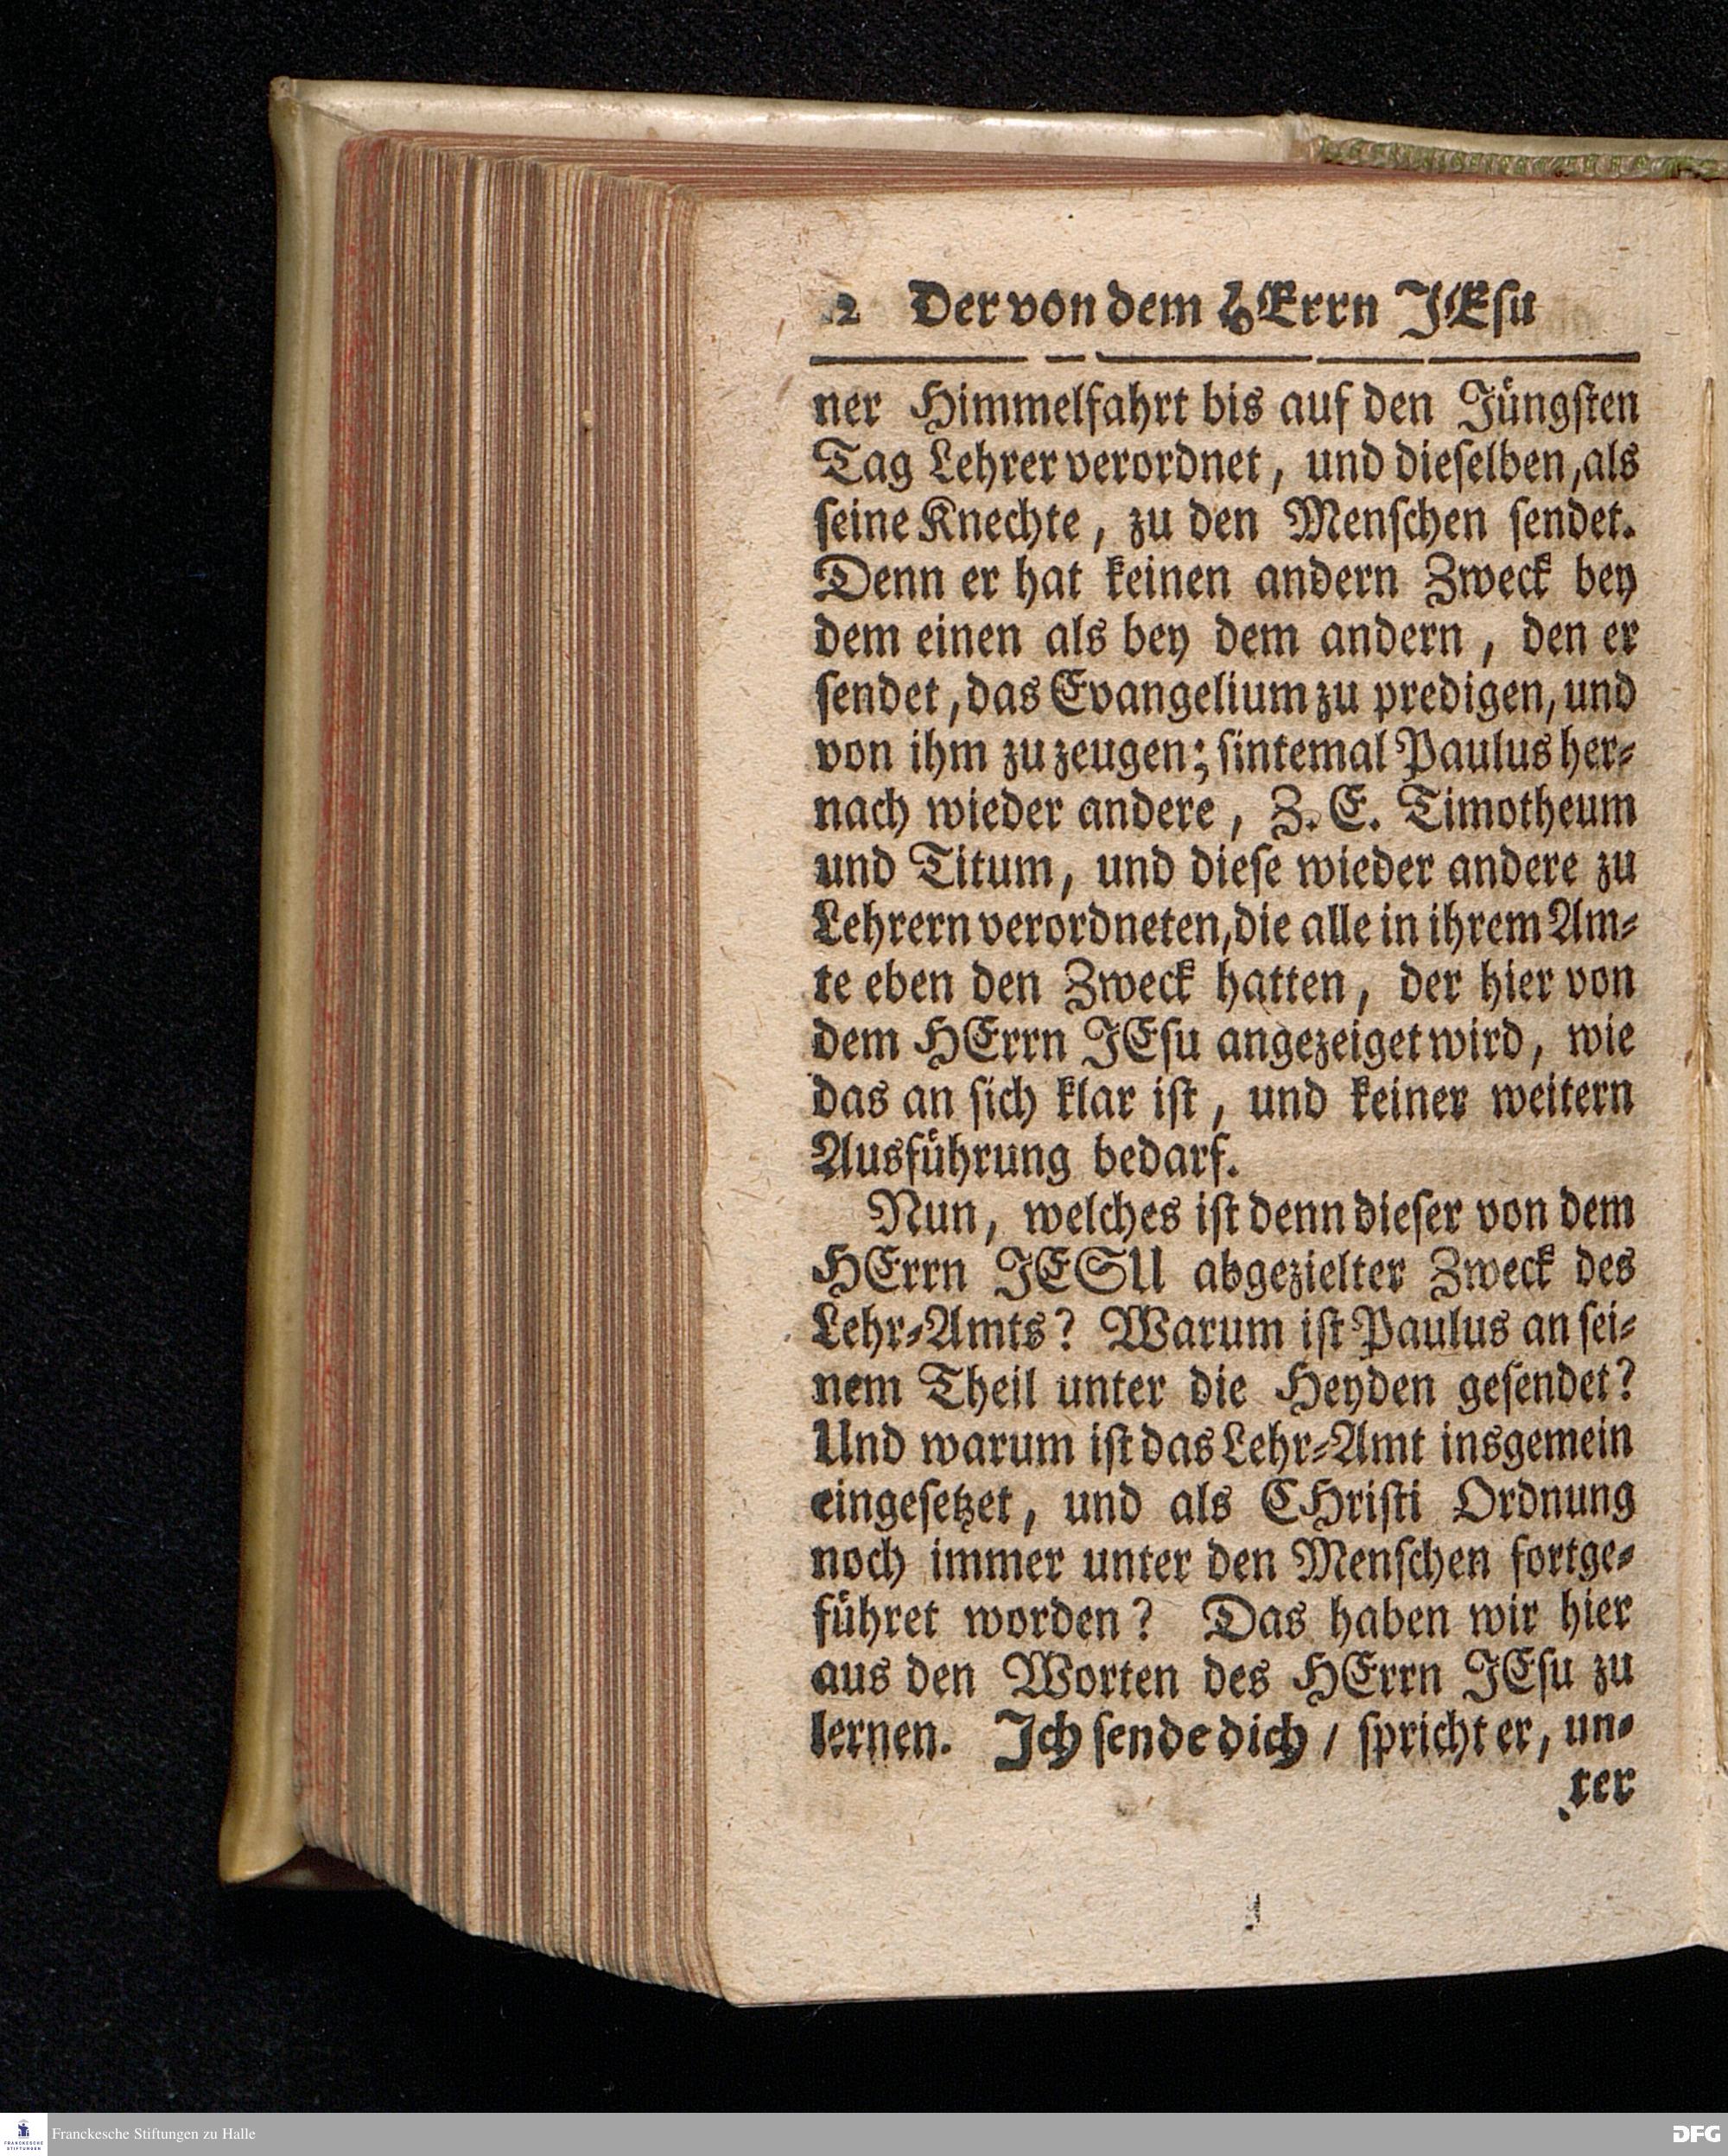 2 Der von dem HErrn JEſu
ner Himmelfahrt bis auf den Jüngſten
Tag Lehrer verordnet, und dieſelben, als
ſeine Knechte, zu den Menſchen ſendet.
Denn er hat keinen andern Zweck bey
dem einen als bey dem andern, den er
ſendet, das Evangelium zu predigen, und
von ihm zu zeugen; ſintemal Paulus her⸗
nach wieder andere, Z. E. Timotheum
und Titum, und dieſe wieder andere zu
Lehrern verordneten, die alle in ihrem Am⸗
te eben den Zweck hatten, der hier von
dem HErrn JEſu angezeiget wird, wie
das an ſich klar iſt, und keiner weitern
Ausführung bedarf.
Nun, welches iſt denn dieſer von dem
HErrn JESU abgezielter Zweck des
Lehr⸗Amts? Warum iſt Paulus an ſei⸗
nem Theil unter die Heyden geſendet?
Und warum iſt das Lehr⸗Amt insgemein
eingeſetzet, und als CHriſti Ordnung
noch immer unter den Menſchen fortge⸗
führet worden? Das haben wir hier
aus den Worten des HErrn JEſu zu
lernen. Ich ſende dich / ſpricht er, un⸗
ter
Franckesche Stiftungen zu Halle
FRANCKESCHE
STIFTUNGEN
DFG